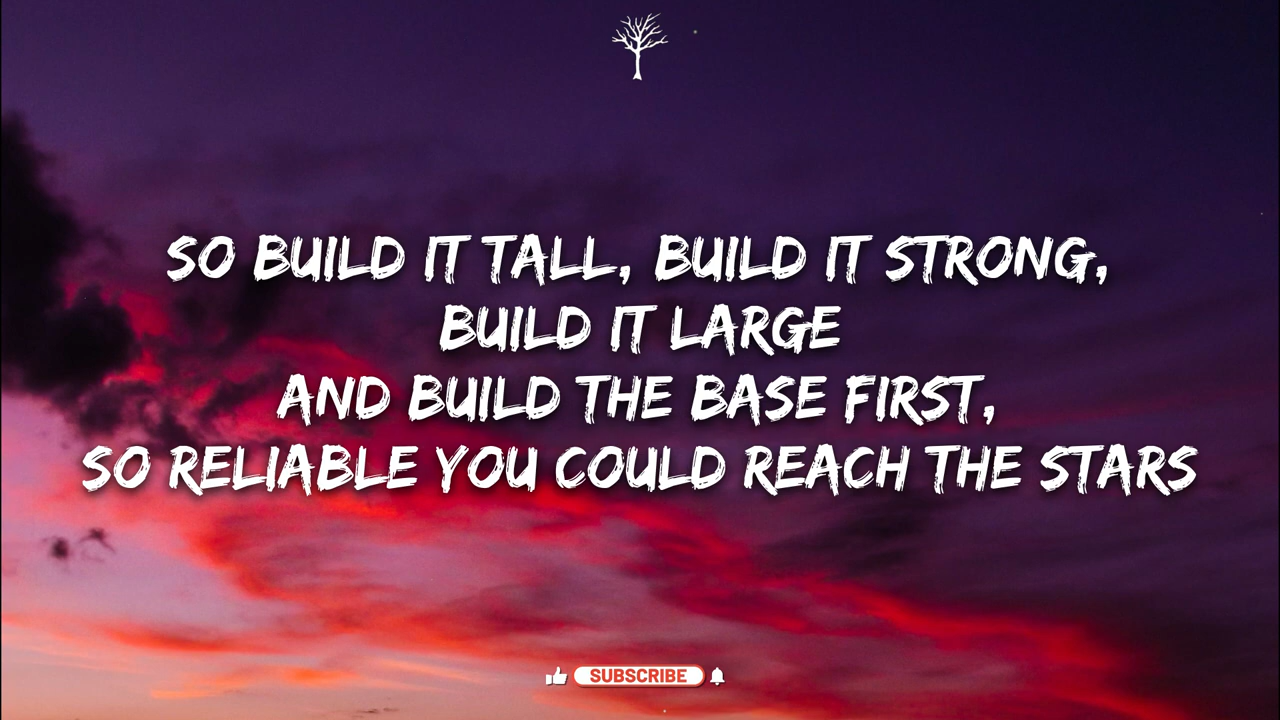 SO BUILD IT TALL, BUILD IT STRONG,
BUILD IT LARGE
AND BUILD THE BASE FIRST,
SO RELIABLE YOU COULD REACH THE STARS
SUBSCRIBE